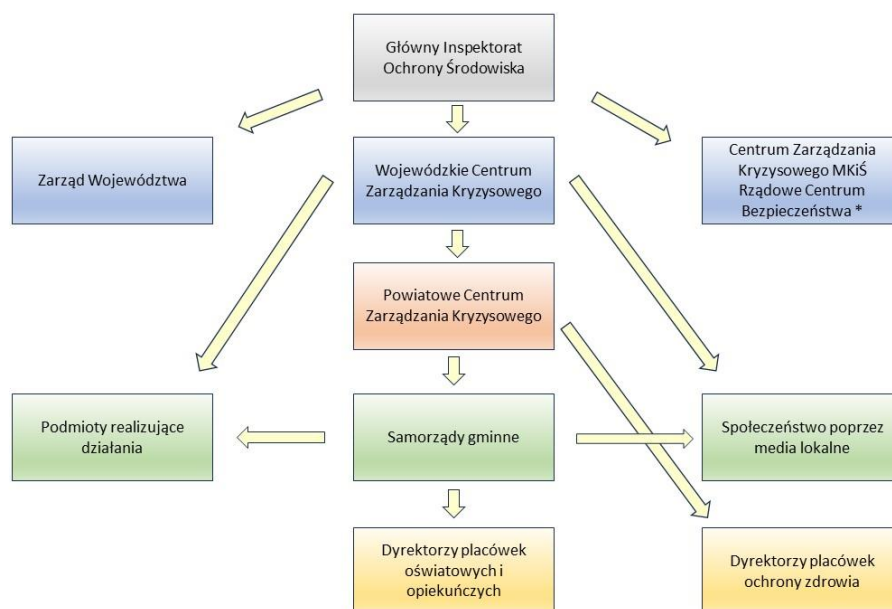 Główny Inspektorat
Ochrony Środowiska
Zarząd Województwa
Wojewódzkie Centrum
Zarządzania Kryzysowego
Centrum Zarządzania
Kryzysowego MKiŚ
Rządowe Centrum
Bezpieczeństwa *
Powiatowe Centrum
Zarządzania Kryzysowego
Podmioty realizujące
działania
Samorządy gminne
Społeczeństwo poprzez
media lokalne
Dyrektorzy placówek
oświatowych i
opiekuńczych
Dyrektorzy placówek
ochrony zdrowia